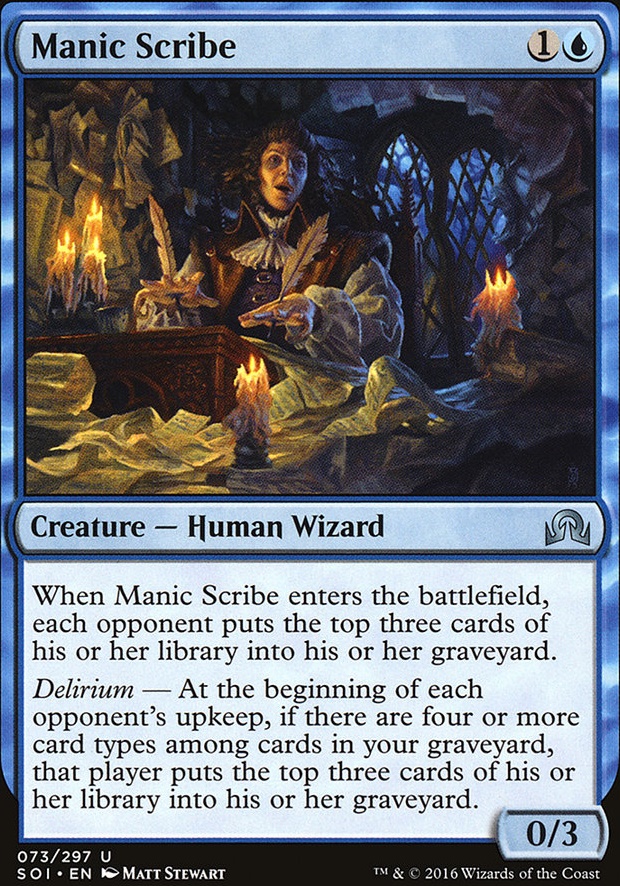 Manic Scribe
1
Creature — Human Wizard
When Manic Scribe enters the battlefield,
each opponent puts the top three cards of
his or her library into his or her graveyard.
Delirium — At the beginning of each
opponent's upkeep, if there are four or more
card types among cards in your graveyard,
that player puts the top three cards of his or
her library into his or her graveyard.
0/3
073/297 U
SOI • EN Matt Stewart
™ & © 2016 Wizards of the Coast